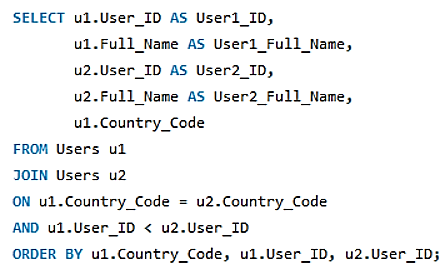 SELECT u1.User_ID AS User1_ID,
u1.Full_Name AS User1_Full_Name,
u2.User_ID AS User2_ID,
u2.Full_Name AS User2_Full_Name,
u1.Country_Code
FROM Users u1
JOIN Users u2
ON u1.Country_Code = u2.Country_Code
AND u1.User_ID < u2.User_ID
ORDER BY u1.Country_Code, u1.User_ID, u2.User_ID;